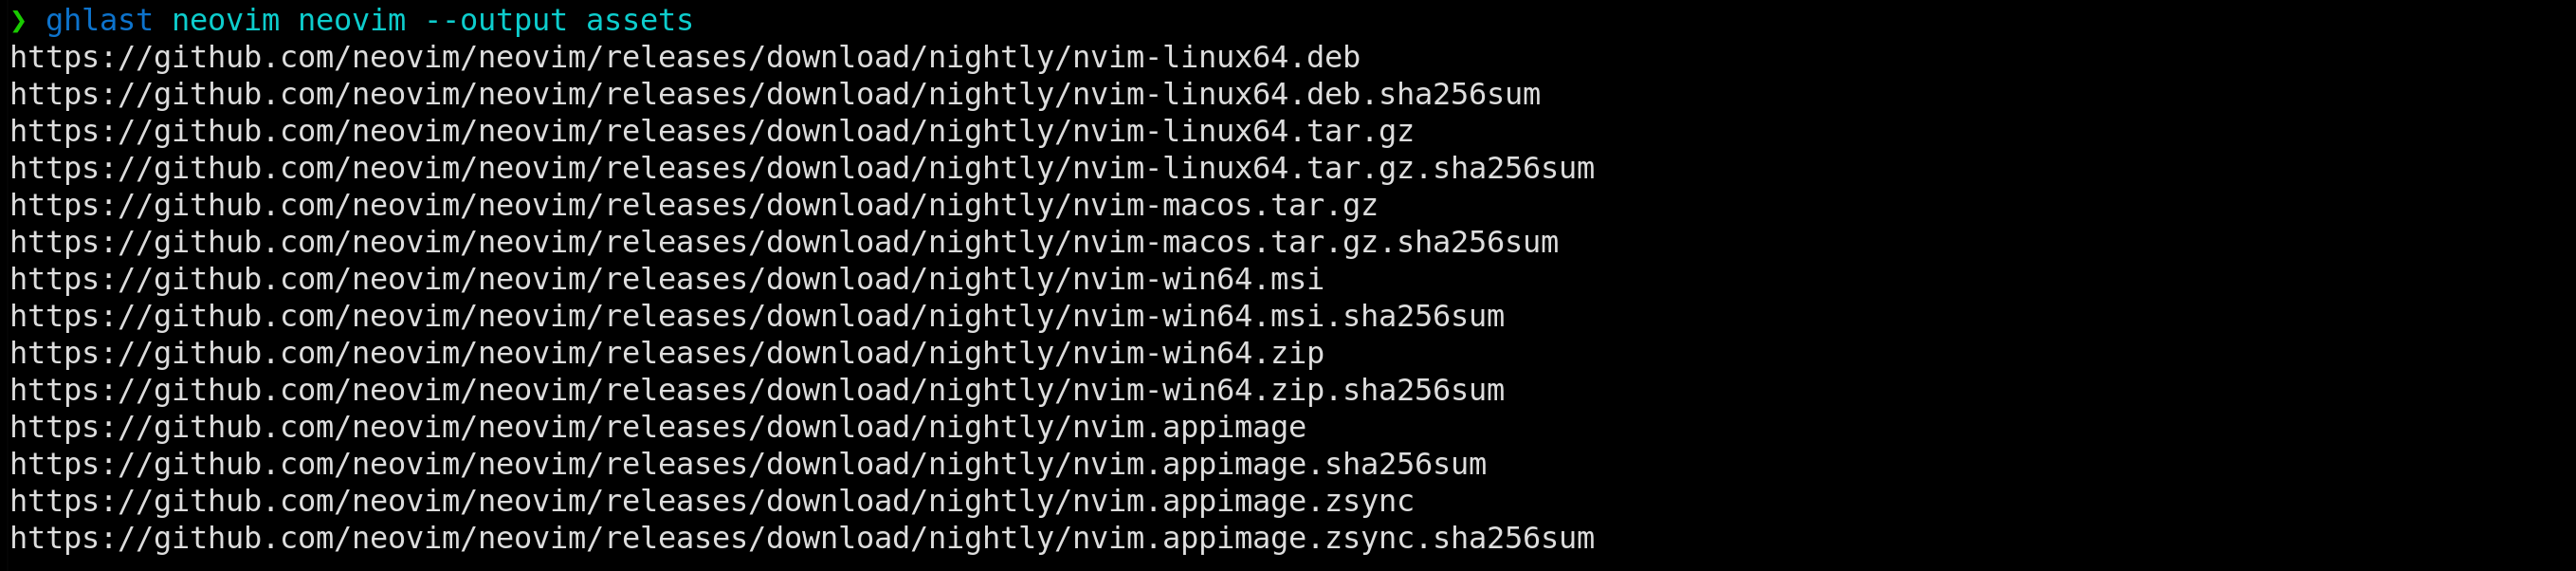 ❯ ghlast neovim neovim --output assets
https://github.com/neovim/neovim/releases/download/nightly/nvim-linux64.deb
https://github.com/neovim/neovim/releases/download/nightly/nvim-linux64.deb.sha256sum
https://github.com/neovim/neovim/releases/download/nightly/nvim-linux64.tar.gz
https://github.com/neovim/neovim/releases/download/nightly/nvim-linux64.tar.gz.sha256sum
https://github.com/neovim/neovim/releases/download/nightly/nvim-macos.tar.gz
https://github.com/neovim/neovim/releases/download/nightly/nvim-macos.tar.gz.sha256sum
https://github.com/neovim/neovim/releases/download/nightly/nvim-win64.msi
https://github.com/neovim/neovim/releases/download/nightly/nvim-win64.msi.sha256sum
https://github.com/neovim/neovim/releases/download/nightly/nvim-win64.zip
https://github.com/neovim/neovim/releases/download/nightly/nvim-win64.zip.sha256sum
https://github.com/neovim/neovim/releases/download/nightly/nvim.appimage
https://github.com/neovim/neovim/releases/download/nightly/nvim.appimage.sha256sum
https://github.com/neovim/neovim/releases/download/nightly/nvim.appimage.zsync
https://github.com/neovim/neovim/releases/download/nightly/nvim.appimage.zsync.sha256sum